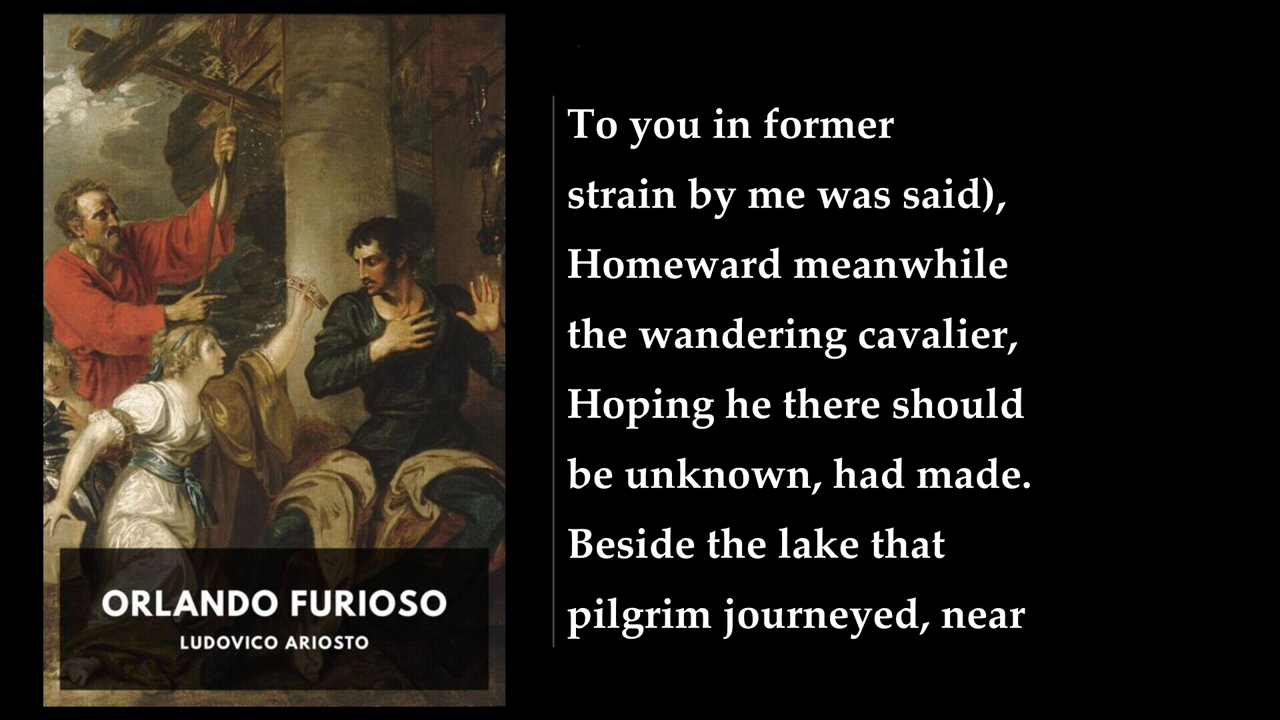 ORLANDO FURIOSO
LUDOVICO ARIOSTO
To you in former
strain by me was said),
Homeward meanwhile
the wandering cavalier,
Hoping he there should
be unknown, had made.
Beside the lake that
pilgrim journeyed, near